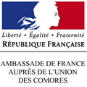 Liberté • Égalité • Fraternité
RÉPUBLIQUE FRANÇAISE
AMBASSADE DE FRANCE
AUPRÈS DE L'UNION
DES COMORES